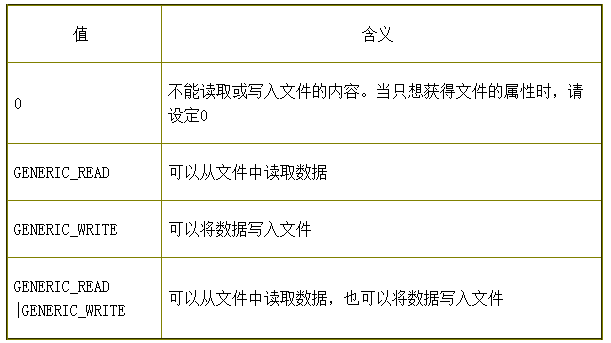 值
含义
0
不能读取或写入文件的内容。当只想获得文件的属性时，请
设定0
GENERIC_READ
可以从文件中读取数据
GENERIC_WRITE
可以将数据写入文件
GENERIC_READ
|GENERIC_WRITE
可以从文件中读取数据，也可以将数据写入文件